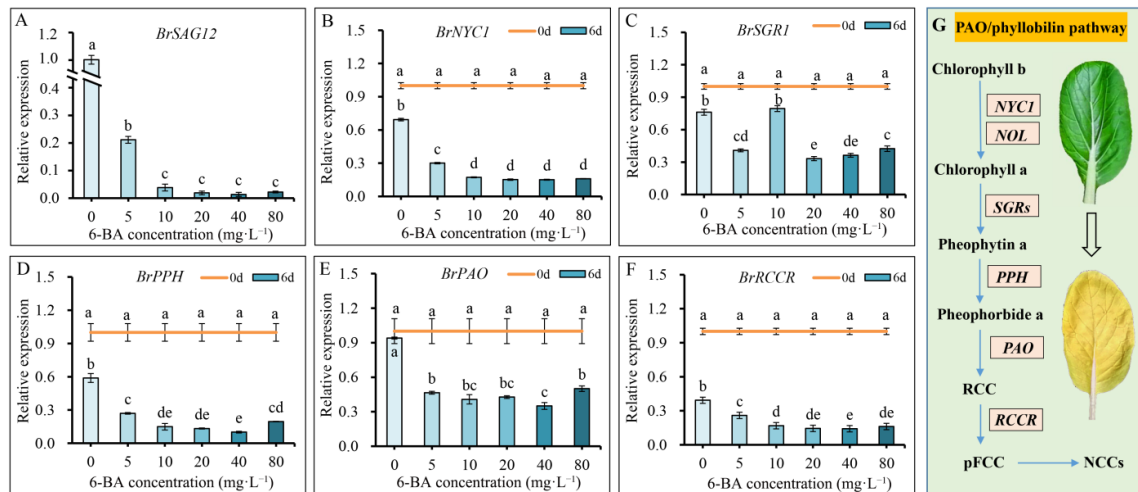 A
BrSAG12
a
b
c
c
c
c
1.2
1.0
0.3
0.2
0.1
0.0
Relative expression
0 5 10 20 40 80
6-BA concentration (mg·L⁻¹)
B
BrNYC1
0d 6d
a a a a a a
b
c
d
d
d
d
1.5
1.2
0.9
0.6
0.3
0.0
Relative expression
0 5 10 20 40 80
6-BA concentration (mg·L⁻¹)
C
BrSGR1
0d 6d
a a a a a a
b
cd
b
e
de
c
1.5
1.2
0.9
0.6
0.3
0.0
Relative expression
0 5 10 20 40 80
6-BA concentration (mg·L⁻¹)
D
BrPPH
0d 6d
a a a a a a
b
c
de
de
e
cd
1.5
1.2
0.9
0.6
0.3
0.0
Relative expression
0 5 10 20 40 80
6-BA concentration (mg·L⁻¹)
E
BrPAO
0d 6d
a a a a a a
a
b
bc
bc
c
b
1.5
1.2
0.9
0.6
0.3
0.0
Relative expression
0 5 10 20 40 80
6-BA concentration (mg·L⁻¹)
F
BrRCCR
0d 6d
a a a a a a
b
c
d
de
e
de
1.5
1.2
0.9
0.6
0.3
0.0
Relative expression
0 5 10 20 40 80
6-BA concentration (mg·L⁻¹)
G
PAO/phyllobilin pathway
Chlorophyll b
NYC1
NOL
Chlorophyll a
SGRs
Pheophytin a
PPH
Pheophorbide a
PAO
RCC
RCCR
pFCC
NCCs